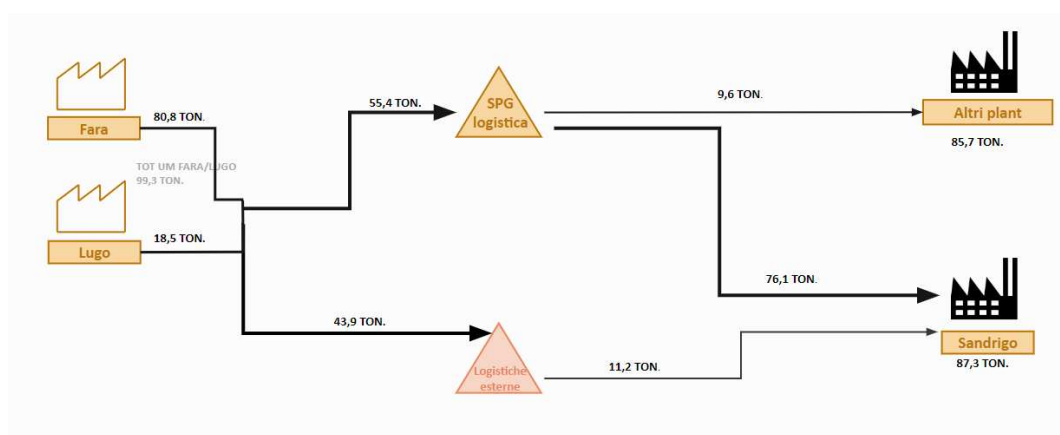 80,8 TON.
Fara
TOT UM FARA/LUGO
99,3 TON.
18,5 TON.
Lugo
55,4 TON.
SPG
logistica
43,9 TON.
Logistiche
esterne
9,6 TON.
Altri plant
85,7 TON.
76,1 TON.
11,2 TON.
Sandrigo
87,3 TON.